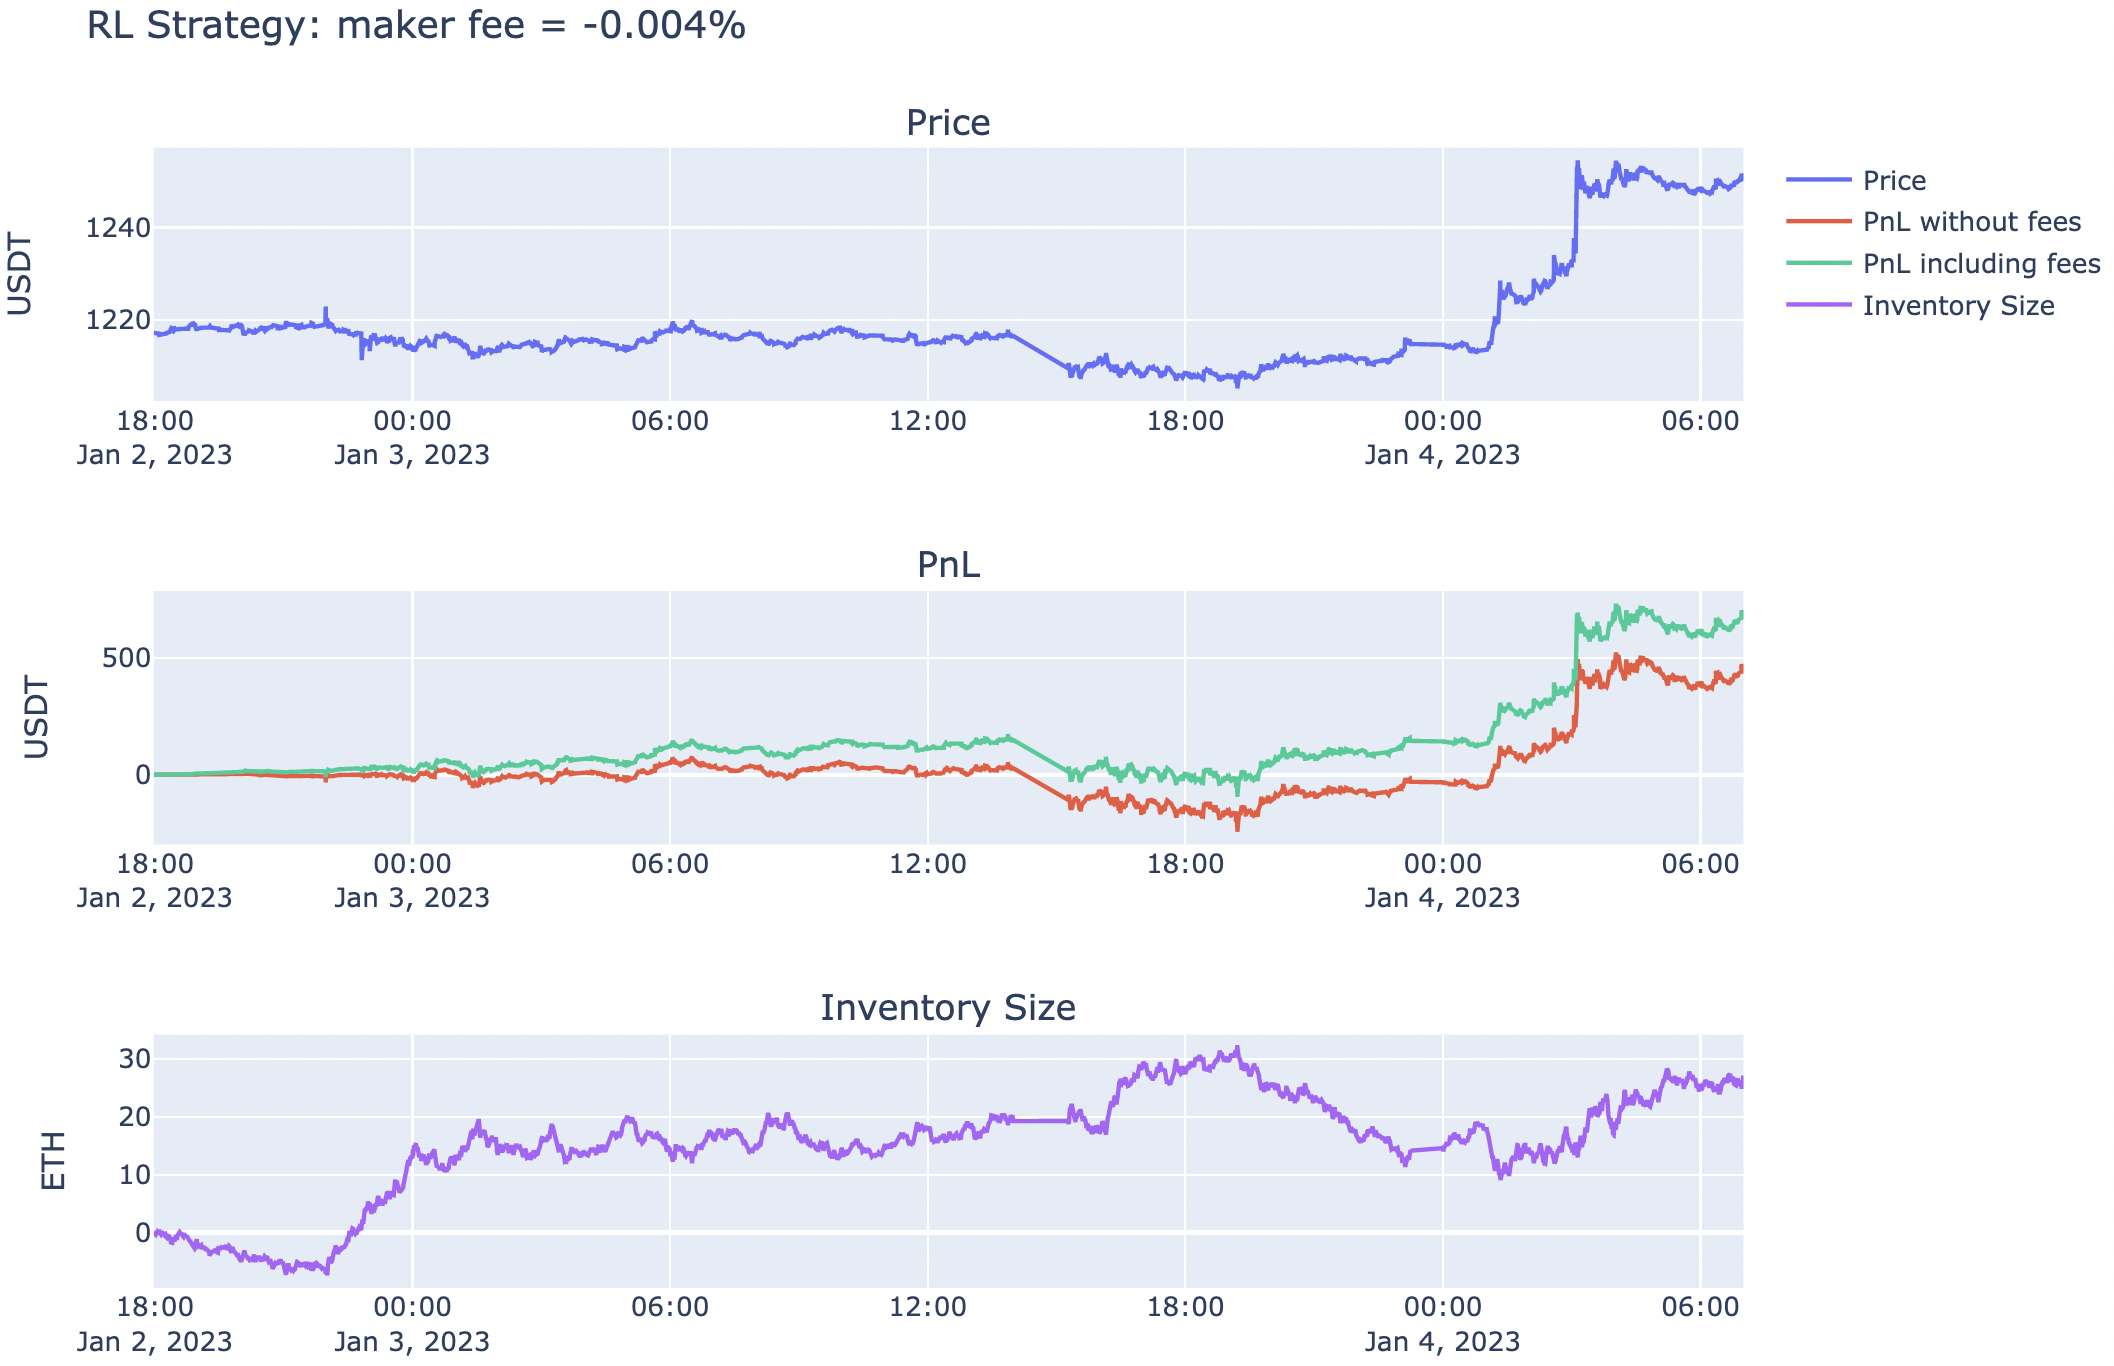 RL Strategy: maker fee = -0.004%
Price
USDT
1240
1220
18:00 00:00 06:00 12:00 18:00 00:00 06:00
Jan 2, 2023 Jan 3, 2023 Jan 4, 2023
Price
PnL without fees
PnL including fees
Inventory Size
PnL
USDT
500
0
18:00 00:00 06:00 12:00 18:00 00:00 06:00
Jan 2, 2023 Jan 3, 2023 Jan 4, 2023
Inventory Size
ETH
30
20
10
0
18:00 00:00 06:00 12:00 18:00 00:00 06:00
Jan 2, 2023 Jan 3, 2023 Jan 4, 2023